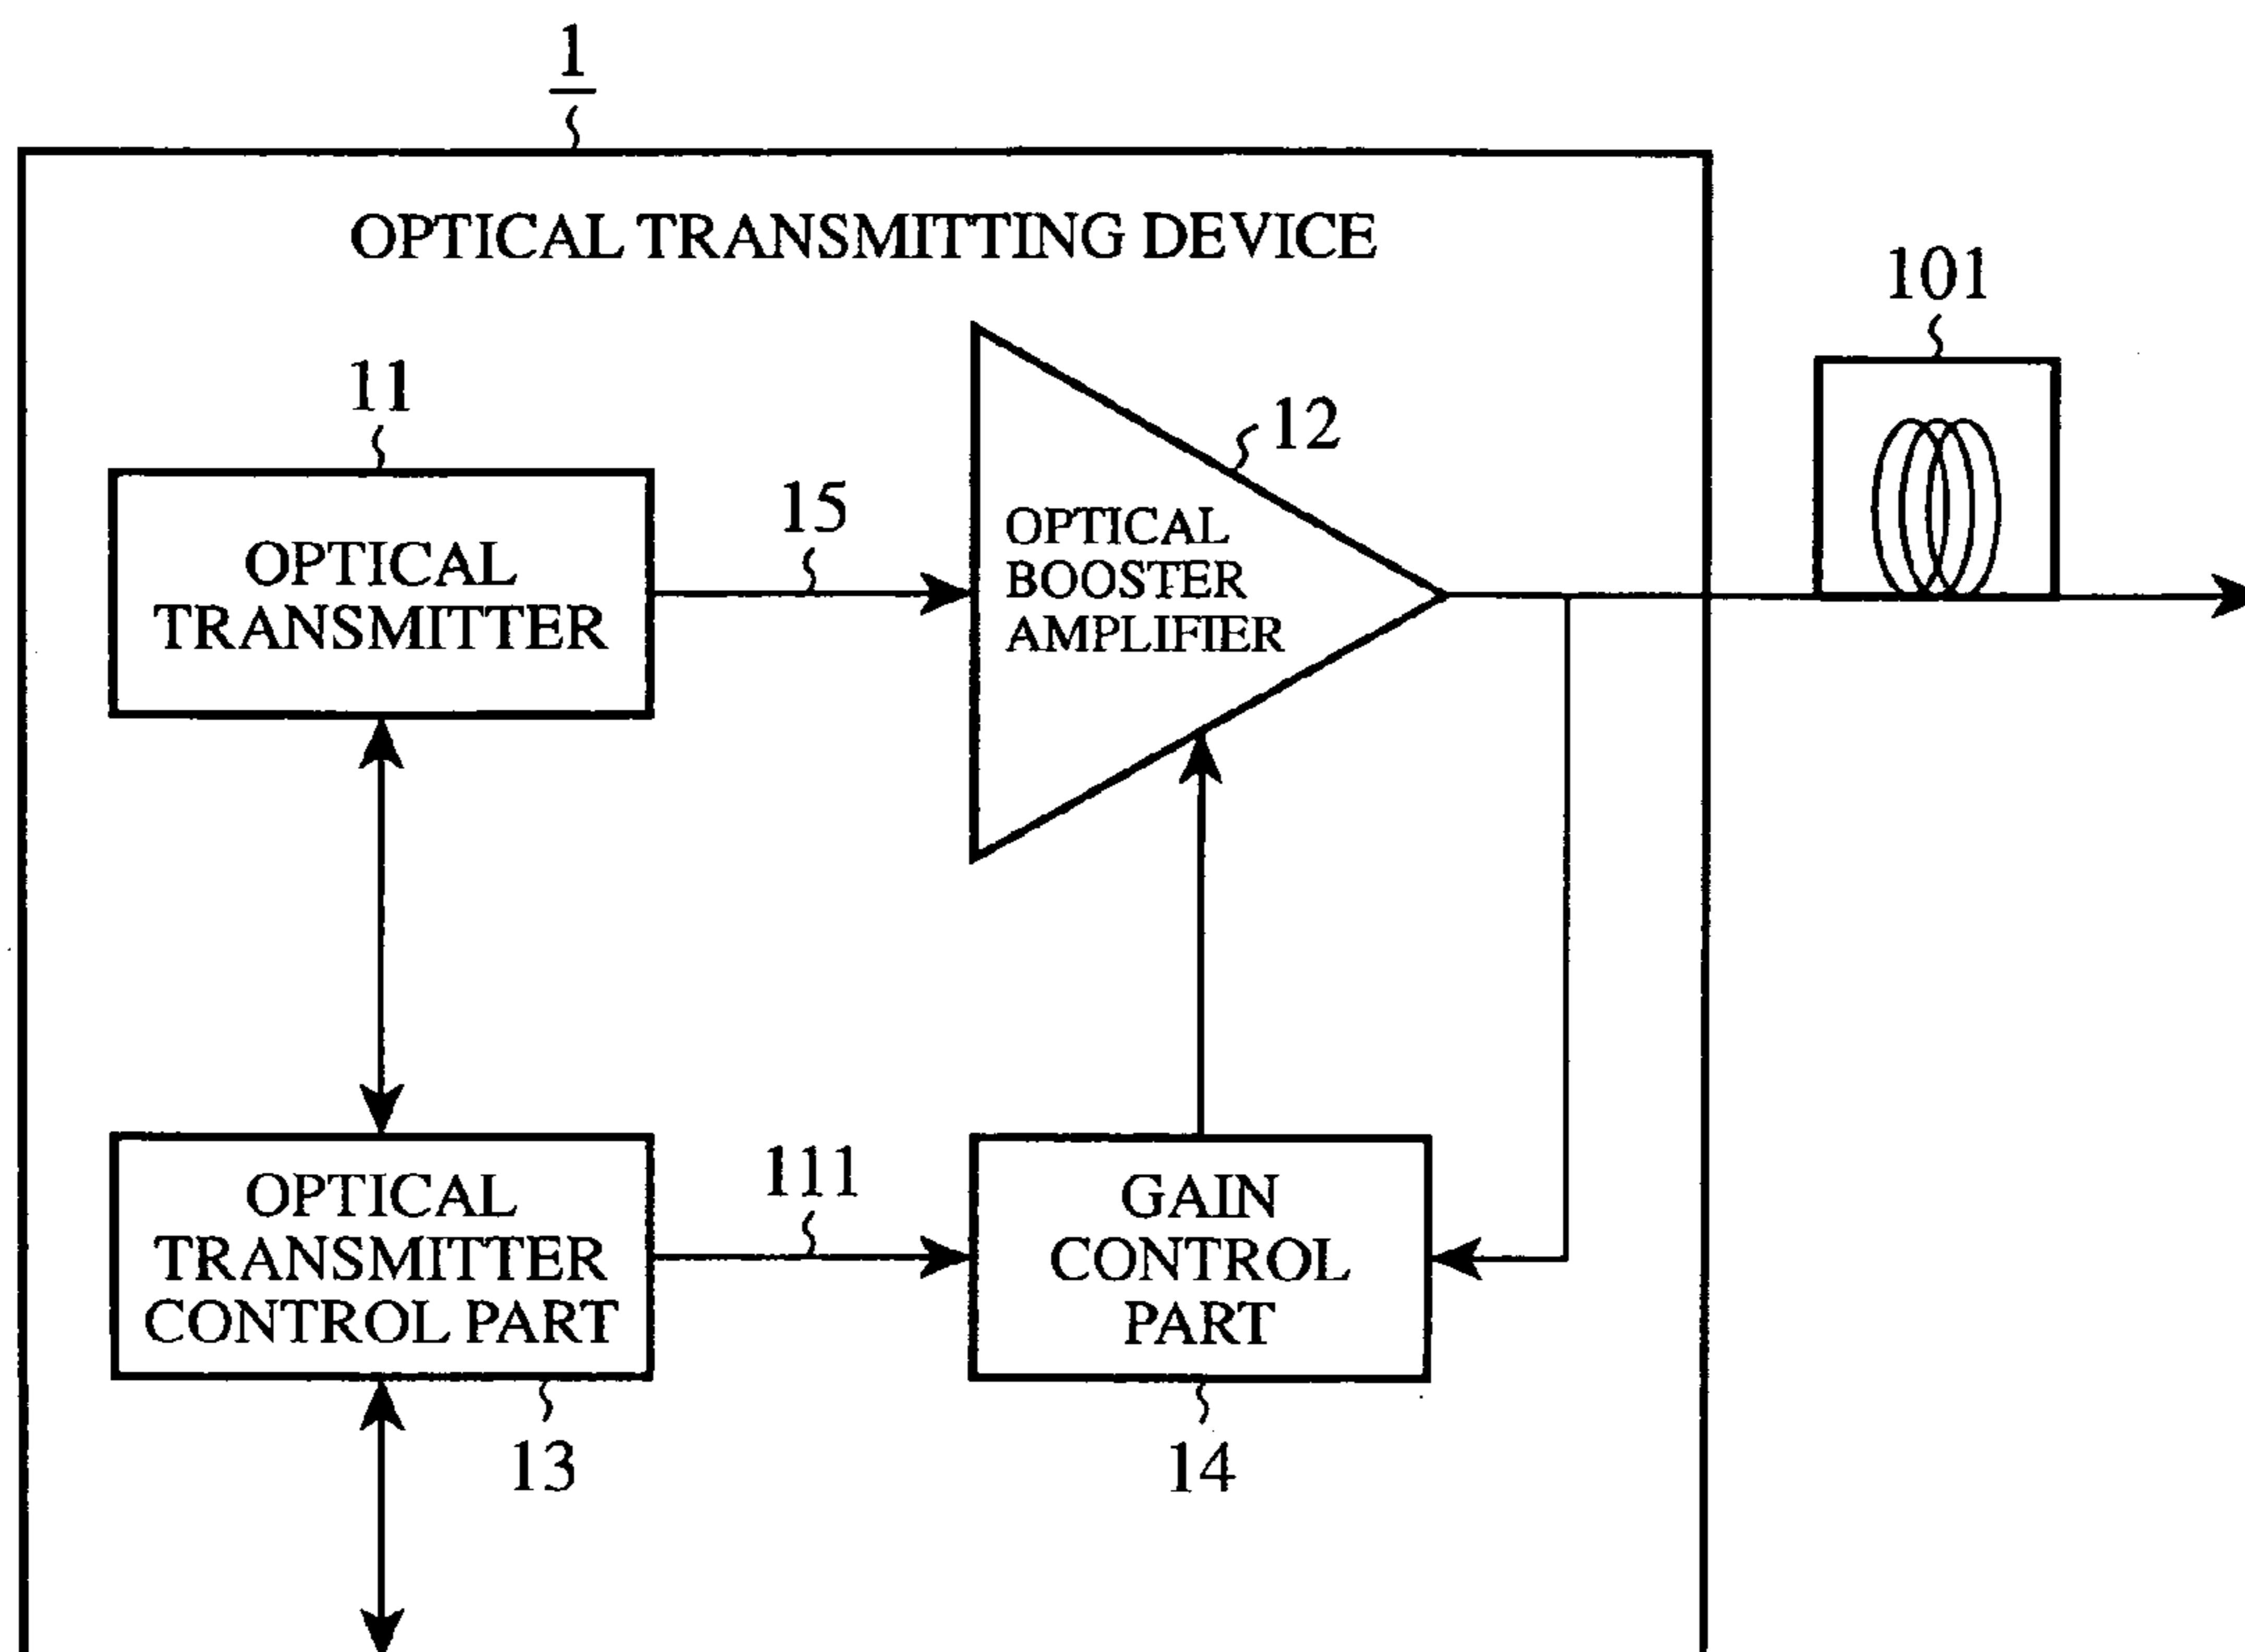 1
OPTICAL TRANSMITTING DEVICE
101
11
12
15
OPTICAL
TRANSMITTER
OPTICAL
BOOSTER
AMPLIFIER
111
OPTICAL
TRANSMITTER
CONTROL PART
GAIN
CONTROL
PART
13
14